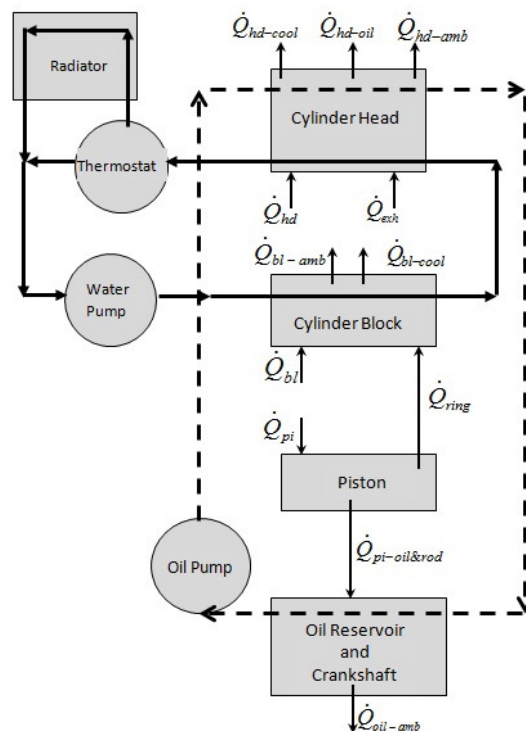 Q̇hd-cool
Q̇hd-oil
Q̇hd-amb
Radiator
Cylinder Head
Thermostat
Q̇hd
Q̇exh
Q̇bl-amb
Q̇bl-cool
Water
Pump
Cylinder Block
Q̇bl
Q̇ring
Q̇pi
Piston
Q̇pi-oil&rod
Oil Pump
Oil Reservoir
and
Crankshaft
Q̇oil-amb